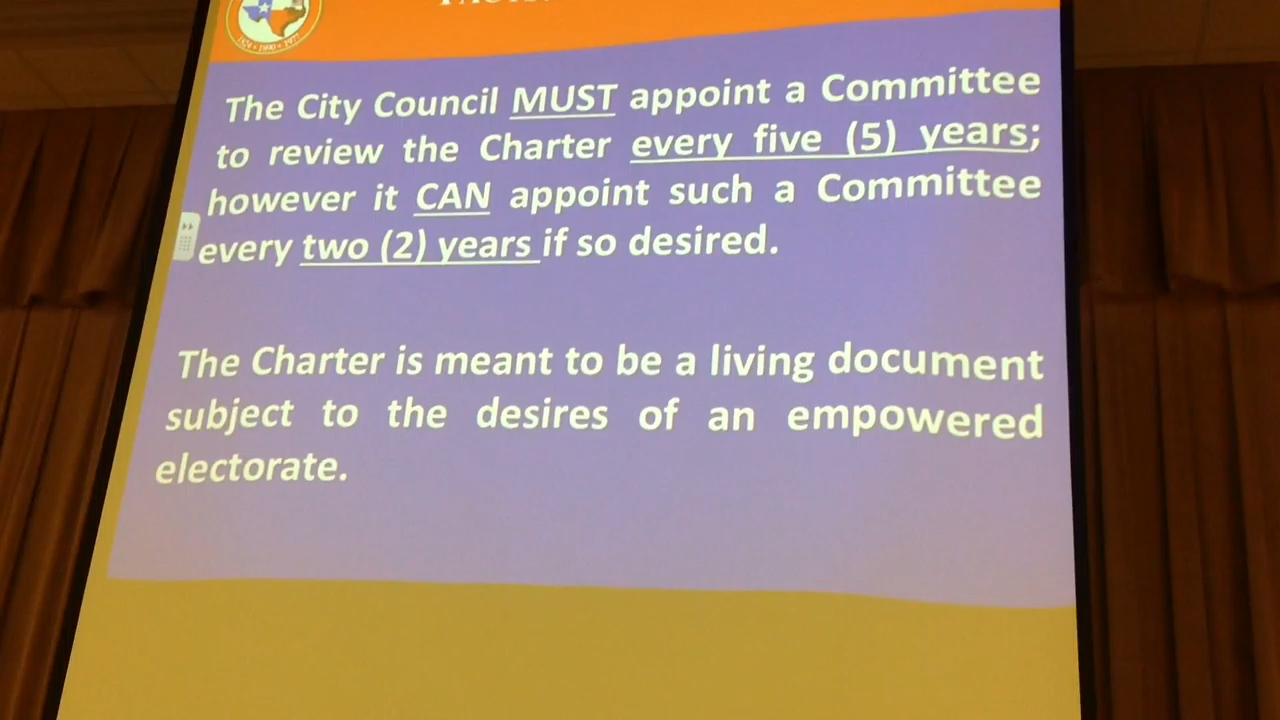 The City Council MUST appoint a Committee
to review the Charter every five (5) years;
however it CAN appoint such a Committee
every two (2) years if so desired.
The Charter is meant to be a living document
subject to the desires of an empowered
electorate.